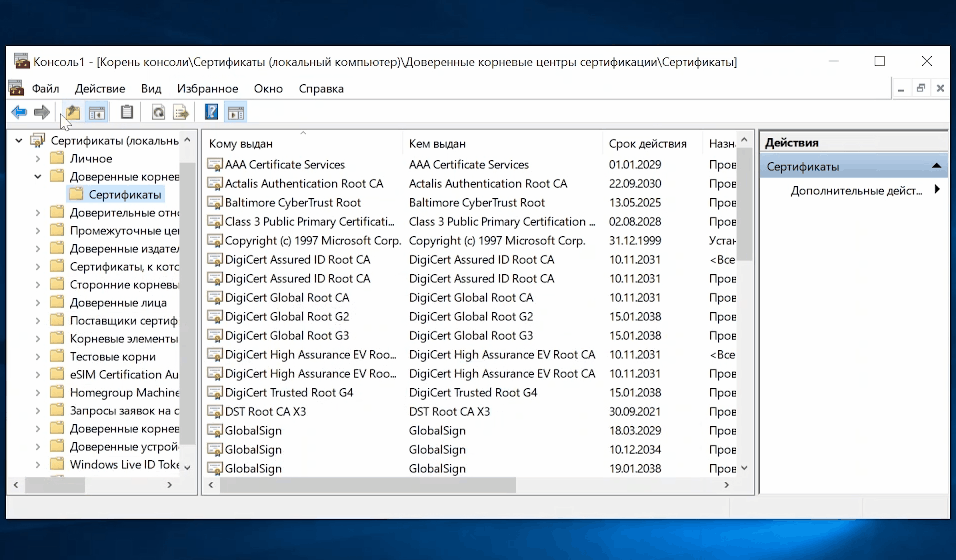 Консоль1 - [Корень консоли\Сертификаты (локальный компьютер)\Доверенные корневые центры сертификации\Сертификаты]
Файл Действие Вид Избранное Окно Справка
Сертификаты (локальнь
Личное
Доверенные корнев
Сертификаты
Доверительные отно
Промежуточные це
Доверенные издател
Сертификаты, к кото
Сторонние корневы
Доверенные лица
Поставщики сертиф
Корневые элементы
Тестовые корни
eSIM Certification Au
Homegroup Machine
Запросы заявок на с
Доверенные корнев
Доверенные устрой
Windows Live ID Toke
Кому выдан Кем выдан Срок действия Назн
AAA Certificate Services AAA Certificate Services 01.01.2029 Пров
Actalis Authentication Root CA Actalis Authentication Root CA 22.09.2030 Пров
Baltimore CyberTrust Root Baltimore CyberTrust Root 13.05.2025 Пров
Class 3 Public Primary Certificati... Class 3 Public Primary Certification ... 02.08.2028 Пров
Copyright (c) 1997 Microsoft Corp. Copyright (c) 1997 Microsoft Corp. 31.12.1999 Устан
DigiCert Assured ID Root CA DigiCert Assured ID Root CA 10.11.2031 <Все
DigiCert Assured ID Root CA DigiCert Assured ID Root CA 10.11.2031 Пров
DigiCert Global Root CA DigiCert Global Root CA 10.11.2031 Пров
DigiCert Global Root G2 DigiCert Global Root G2 15.01.2038 Пров
DigiCert Global Root G3 DigiCert Global Root G3 15.01.2038 Пров
DigiCert High Assurance EV Roo... DigiCert High Assurance EV Root CA 10.11.2031 <Все
DigiCert High Assurance EV Roo... DigiCert High Assurance EV Root CA 10.11.2031 Пров
DigiCert Trusted Root G4 DigiCert Trusted Root G4 15.01.2038 Пров
DST Root CA X3 DST Root CA X3 30.09.2021 Пров
GlobalSign GlobalSign 18.03.2029 Пров
GlobalSign GlobalSign 10.12.2034 Пров
GlobalSign GlobalSign 19.01.2038 Пров
Действия
Сертификаты
Дополнительные дейст...